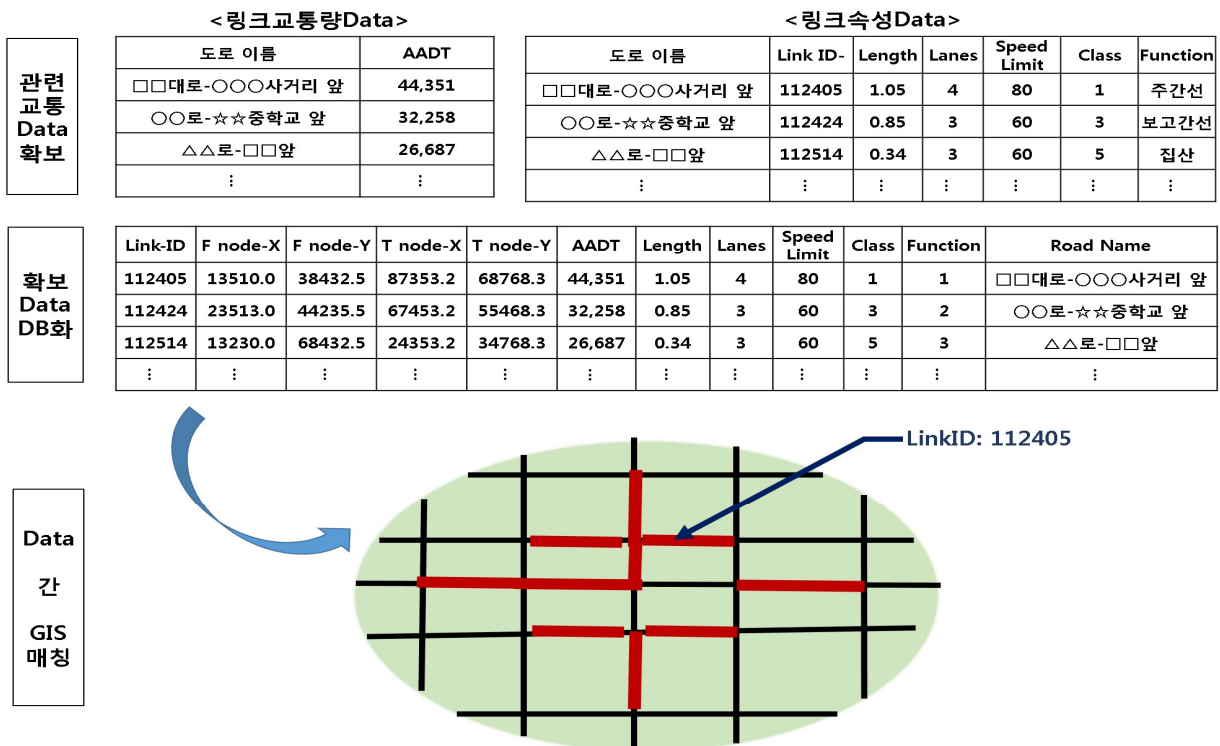 <링크교통량Data>
<링크속성Data>
관련
교통
Data
확보
도로 이름 AADT
□□대로-○○○사거리 앞 44,351
○○로-☆☆중학교 앞 32,258
△△로-□□앞 26,687
⋮ ⋮
도로 이름 Link ID- Length Lanes Speed Limit Class Function
□□대로-○○○사거리 앞 112405 1.05 4 80 1 주간선
○○로-☆☆중학교 앞 112424 0.85 3 60 3 보고간선
△△로-□□앞 112514 0.34 3 60 5 집산
⋮ ⋮ ⋮ ⋮ ⋮ ⋮ ⋮
확보
Data
DB화
Link-ID F node-X F node-Y T node-X T node-Y AADT Length Lanes Speed Limit Class Function Road Name
112405 13510.0 38432.5 87353.2 68768.3 44,351 1.05 4 80 1 1 □□대로-○○○사거리 앞
112424 23513.0 44235.5 67453.2 55468.3 32,258 0.85 3 60 3 2 ○○로-☆☆중학교 앞
112514 13230.0 68432.5 24353.2 34768.3 26,687 0.34 3 60 5 3 △△로-□□앞
⋮ ⋮ ⋮ ⋮ ⋮ ⋮ ⋮ ⋮ ⋮ ⋮ ⋮ ⋮
LinkID: 112405
Data
간
GIS
매칭